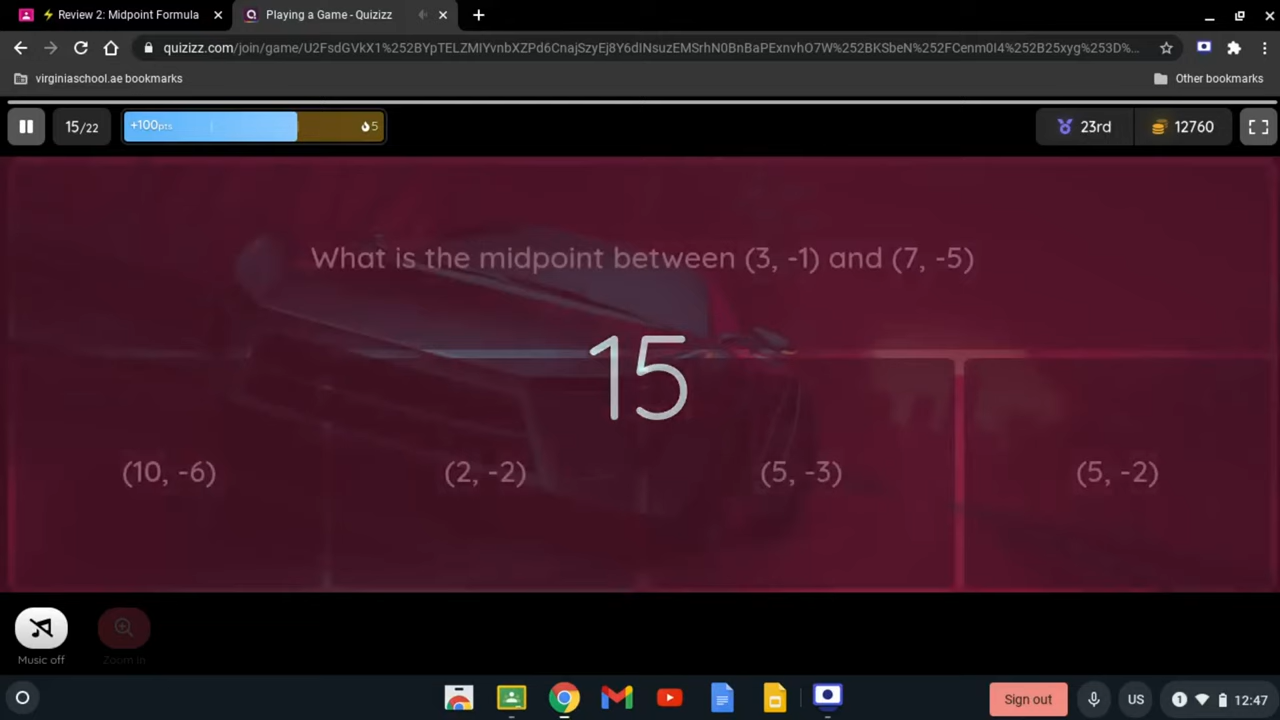 ⚡ Review 2: Midpoint Formula
Playing a Game - Quizizz
quizizz.com/join/game/U2FsdGVkX1%252BYpTELZMIYvnbXZPd6CnajSzyEj8Y6dINsuzEMSrhN0BnBaPExnvhO7W%252BKSbeN%252FCenm0I4%252B25xyg%253D%...
virginiaschool.ae bookmarks
Other bookmarks
15/22
+100pts
5
23rd
12760
What is the midpoint between (3, -1) and (7, -5)
15
(10, -6)
(2, -2)
(5, -3)
(5, -2)
Music off
Zoom in
Sign out
US
1
12:47